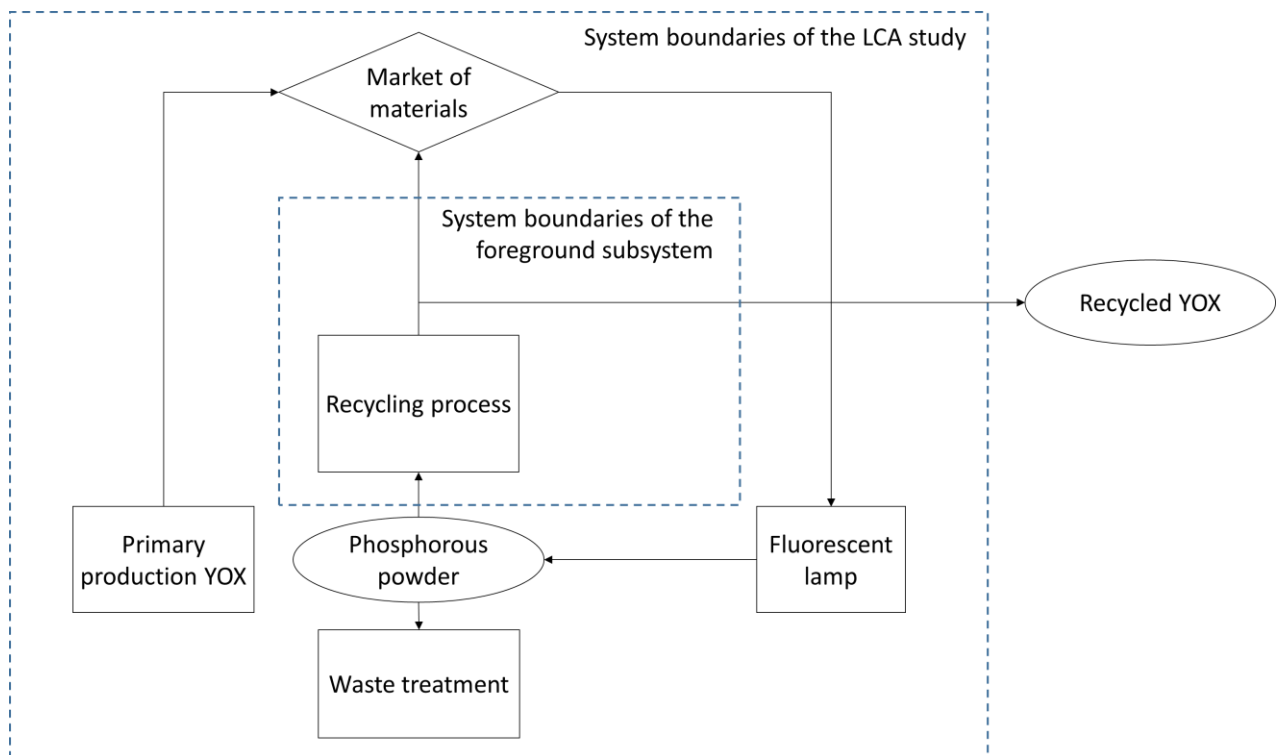 System boundaries of the LCA study
Market of
materials
System boundaries of the
foreground subsystem
Recycled YOX
Recycling process
Primary
production YOX
Phosphorous
powder
Fluorescent
lamp
Waste treatment